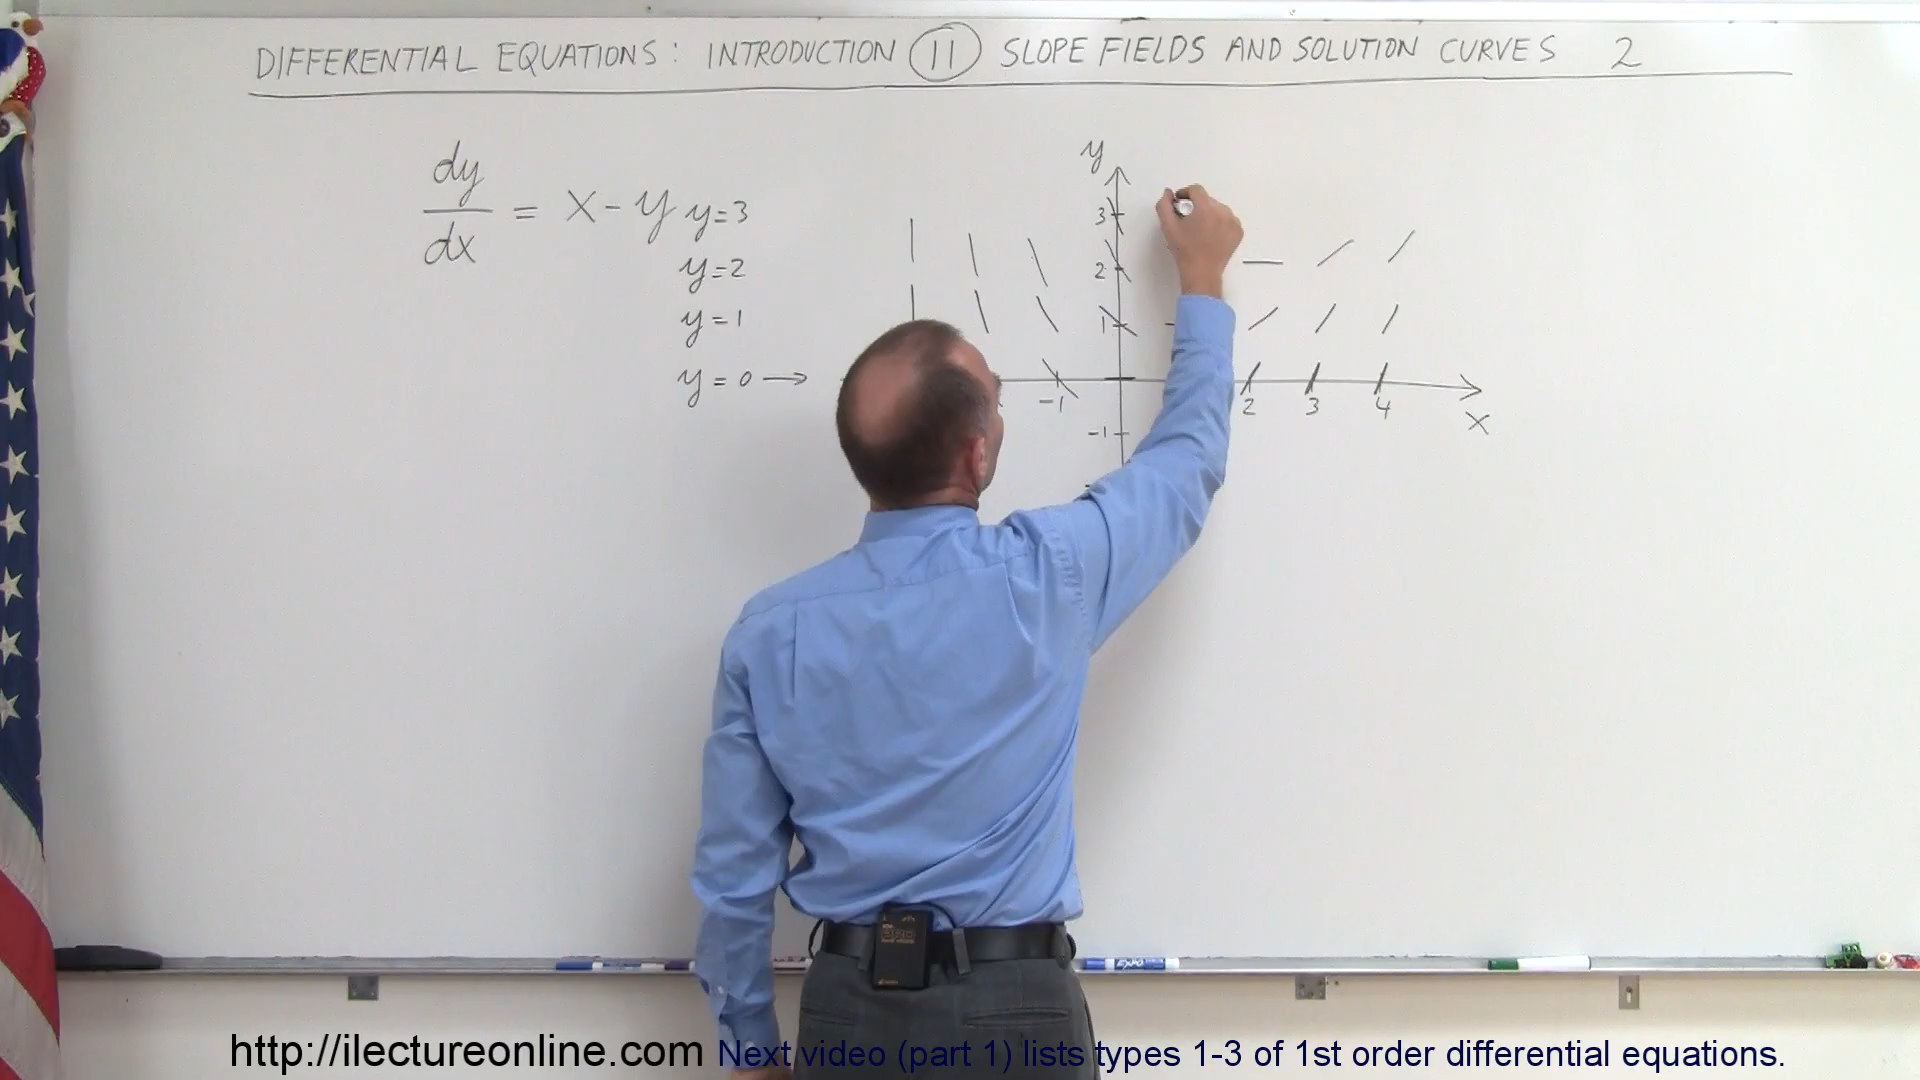 DIFFERENTIAL EQUATIONS: INTRODUCTION 11 SLOPE FIELDS AND SOLUTION CURVES 2
dy
dx
= x - y
y=3
y=2
y=1
y=0 →
y
3
2
1
-1
-1
2
3
4
x
EXPO
http://ilectureonline.com Next video (part 1) lists types 1-3 of 1st order differential equations.